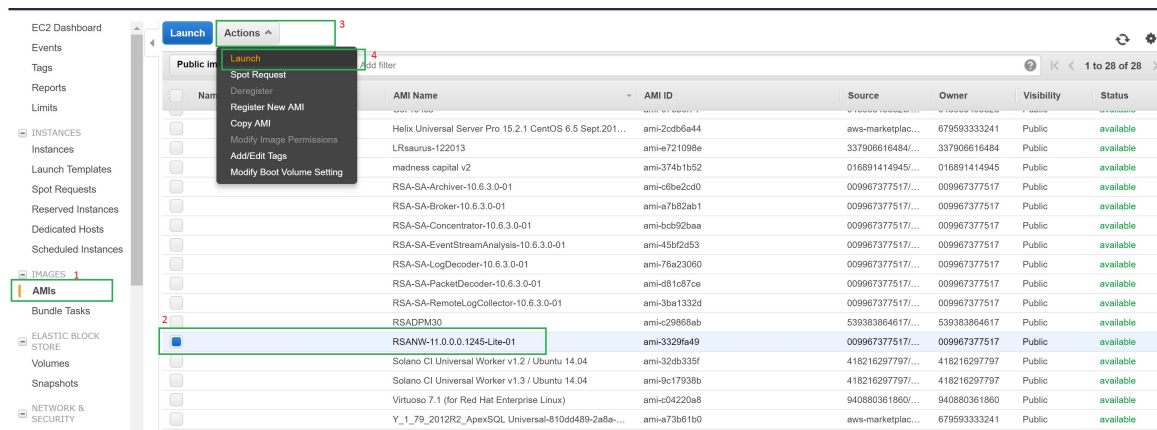 EC2 Dashboard
Events
Tags
Reports
Limits
INSTANCES
Instances
Launch Templates
Spot Requests
Reserved Instances
Dedicated Hosts
Scheduled Instances
IMAGES 1
AMIs
Bundle Tasks
ELASTIC BLOCK
STORE
Volumes
Snapshots
NETWORK &
SECURITY
Launch Actions 3
Launch 4
Spot Request
Deregister
Register New AMI
Copy AMI
Modify Image Permissions
Add/Edit Tags
Modify Boot Volume Setting
Public im Add filter 1 to 28 of 28
AMI Name AMI ID Source Owner Visibility Status
Helix Universal Server Pro 15.2.1 CentOS 6.5 Sept.201... ami-2cdb6a44 aws-marketplac... 679593333241 Public available
LRsaurus-122013 ami-e721098e 337906616484/... 337906616484 Public available
madness capital v2 ami-374b1b52 016891414945/... 016891414945 Public available
RSA-SA-Archiver-10.6.3.0-01 ami-c6be2cd0 009967377517/... 009967377517 Public available
RSA-SA-Broker-10.6.3.0-01 ami-a7b82ab1 009967377517/... 009967377517 Public available
RSA-SA-Concentrator-10.6.3.0-01 ami-bcb92baa 009967377517/... 009967377517 Public available
RSA-SA-EventStreamAnalysis-10.6.3.0-01 ami-45bf2d53 009967377517/... 009967377517 Public available
RSA-SA-LogDecoder-10.6.3.0-01 ami-76a23060 009967377517/... 009967377517 Public available
RSA-SA-PacketDecoder-10.6.3.0-01 ami-d81c87ce 009967377517/... 009967377517 Public available
RSA-SA-RemoteLogCollector-10.6.3.0-01 ami-3ba1332d 009967377517/... 009967377517 Public available
2 RSADPM30 ami-c29868ab 539383864617/... 539383864617 Public available
RSANW-11.0.0.0.1245-Lite-01 ami-3329fa49 009967377517/... 009967377517 Public available
Solano CI Universal Worker v1.2 / Ubuntu 14.04 ami-32db335f 418216297797/... 418216297797 Public available
Solano CI Universal Worker v1.3 / Ubuntu 14.04 ami-9c17938b 418216297797/... 418216297797 Public available
Virtuoso 7.1 (for Red Hat Enterprise Linux) ami-c04220a8 940880361860/... 940880361860 Public available
Y_1_79_2012R2_ApexSQL Universal-810dd489-2a8a-... ami-a73b61b0 aws-marketplac... 679593333241 Public available